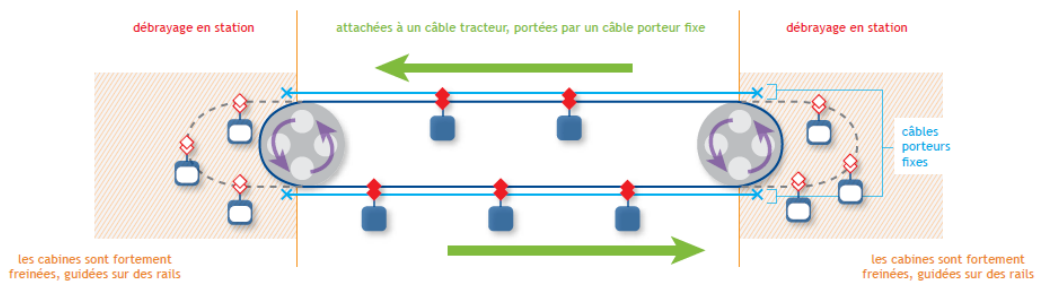 débrayage en station
attachées à un câble tracteur, portées par un câble porteur fixe
débrayage en station
câbles
porteurs
fixes
les cabines sont fortement
freinées, guidées sur des rails
les cabines sont fortement
freinées, guidées sur des rails